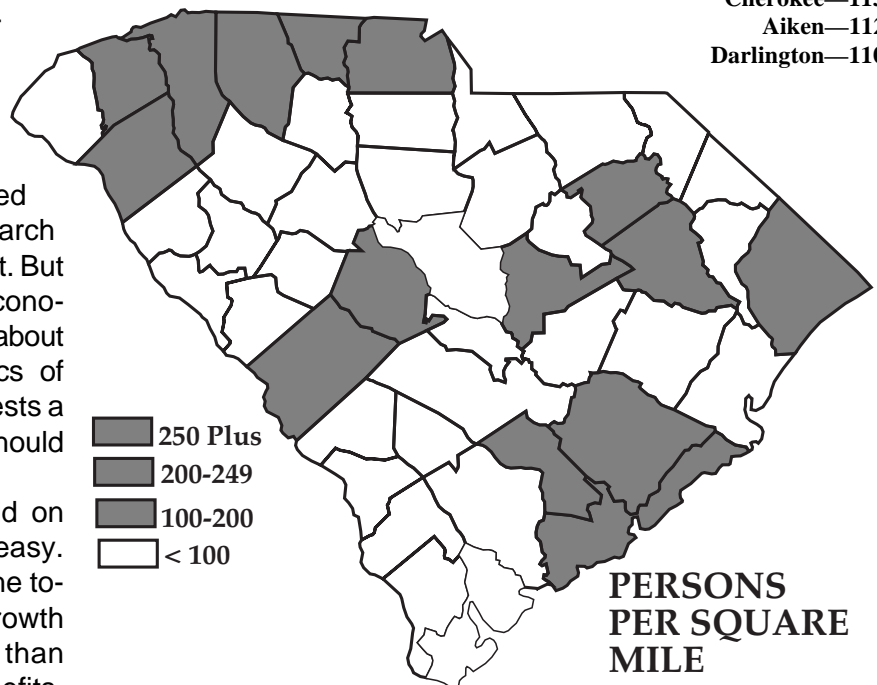 Aiken—112
ed
arch
t. But
cono-
about
cs of
ests a
hould
d on
easy.
ne to-
rowth
than
250 Plus
200-249
100-200
< 100
PERSONS
PER SQUARE
MILE